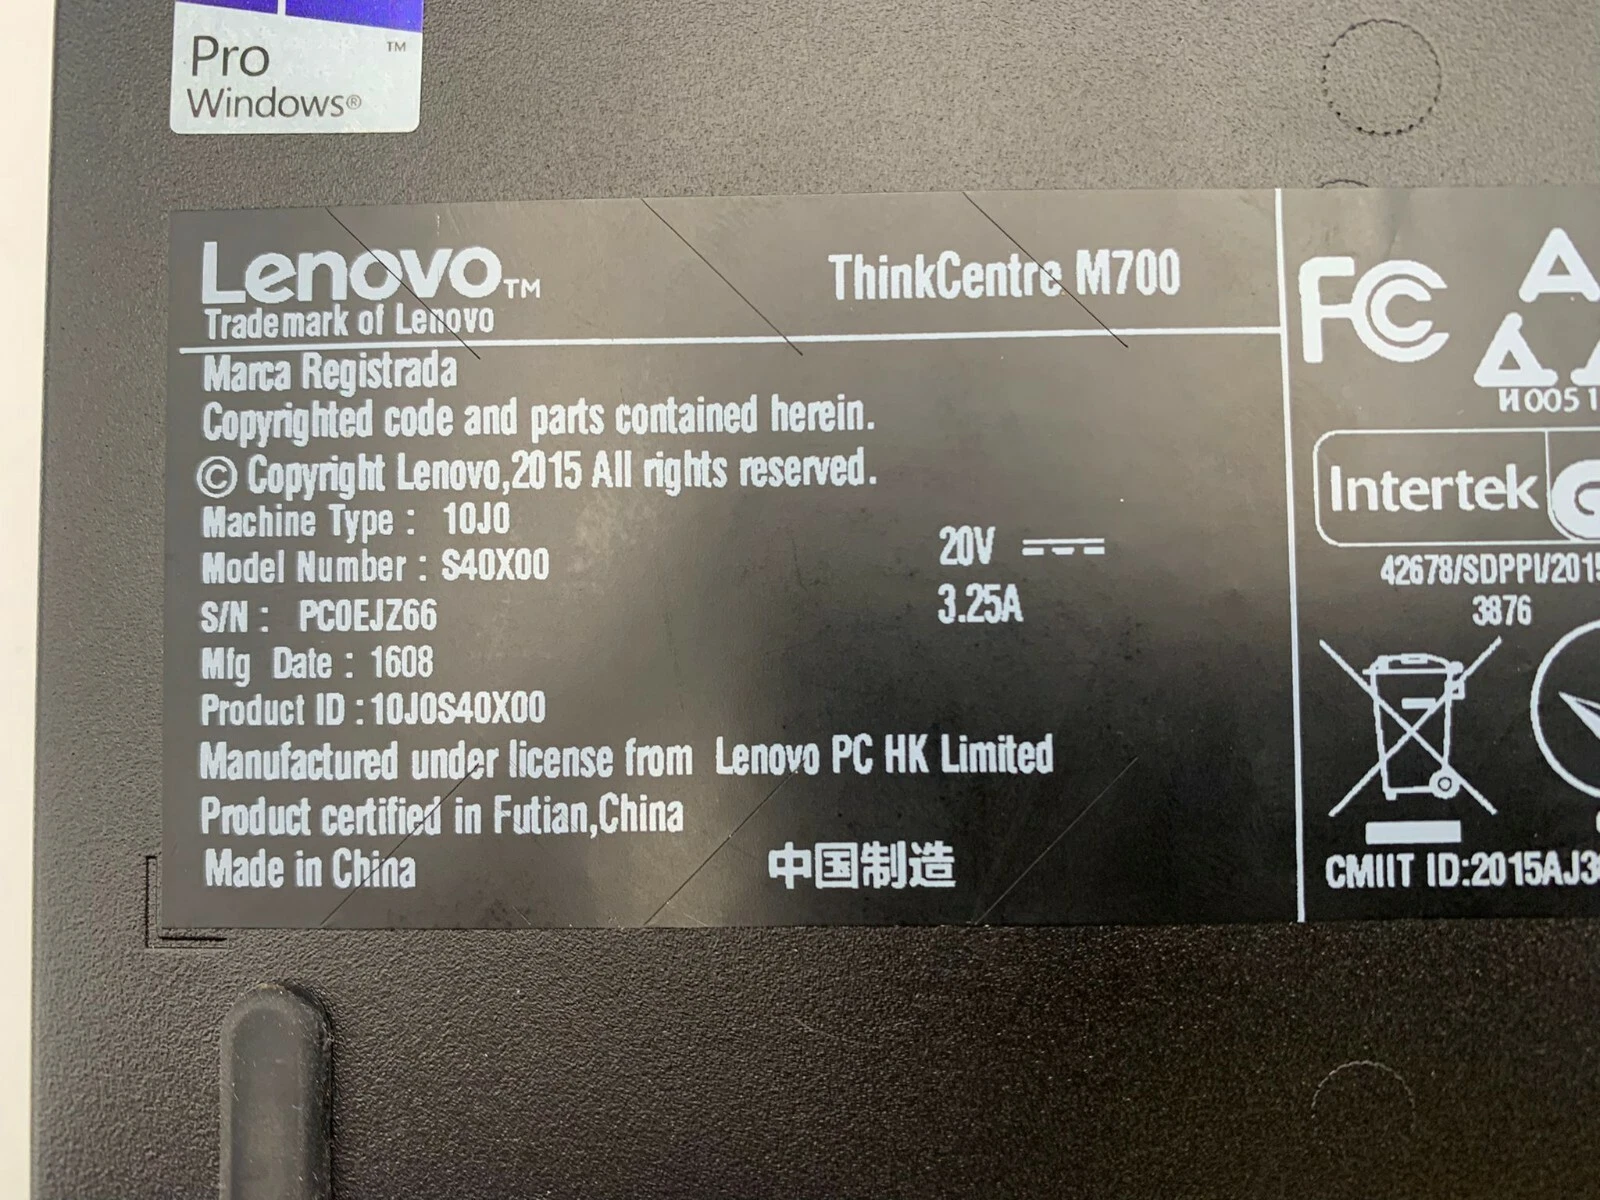 Pro ™
Windows®
Lenovo™
Trademark of Lenovo
ThinkCentre M700
Marca Registrada
Copyrighted code and parts contained herein.
© Copyright Lenovo,2015 All rights reserved.
Machine Type : 10J0
Model Number : S40X00
S/N : PC0EJZ66
Mfg Date : 1608
Product ID :10J0S40X00
20V
3.25A
Manufactured under license from Lenovo PC HK Limited
Product certified in Futian,China
Made in China
中国制造
FC
И0051
Intertek
42678/SDPPI/2015
3876
CMIIT ID:2015AJ3